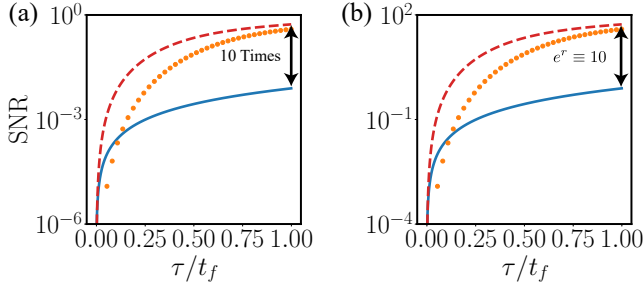 (a)
10^0
10^{-3}
10^{-6}
SNR
10 Times
0.00 0.25 0.50 0.75 1.00
τ/t_f
(b)
10^2
10^{-1}
10^{-4}
e^r ≡ 10
0.00 0.25 0.50 0.75 1.00
τ/t_f